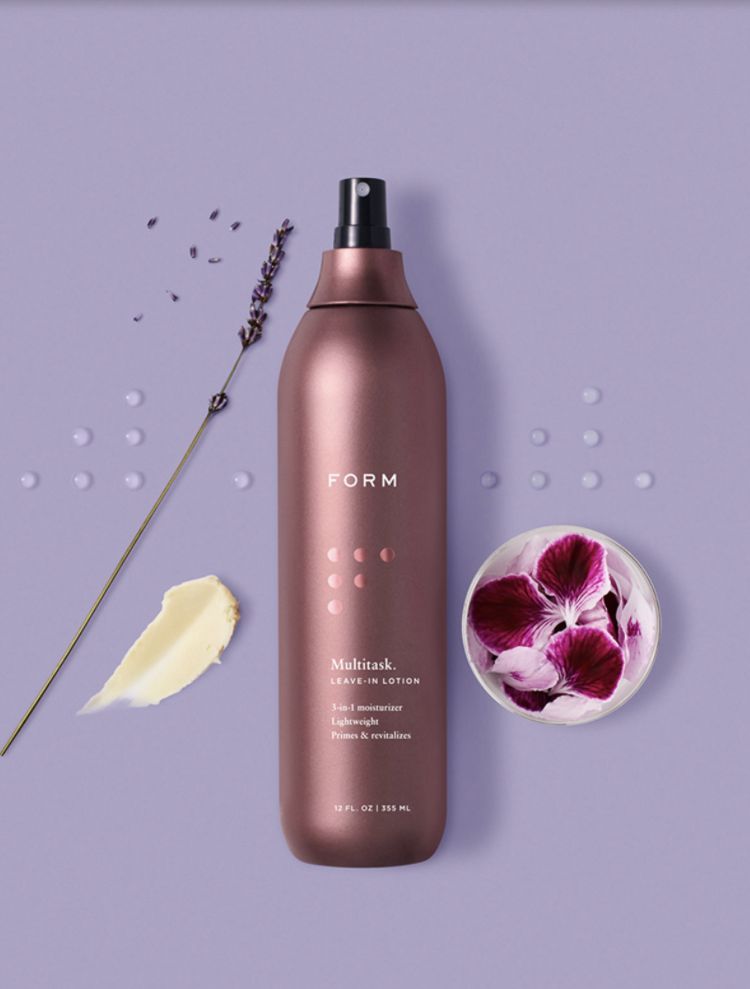 FORM
Multitask.
LEAVE-IN LOTION
3-in-1 moisturizer
Lightweight
Primes & revitalizes
12 FL. OZ | 355 ML